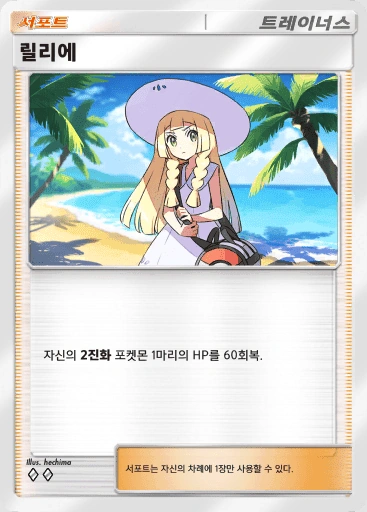 서포트
트레이너스
릴리에
자신의 2진화 포켓몬 1마리의 HP를 60회복.
Illus. hechima
서포트는 자신의 차례에 1장만 사용할 수 있다.